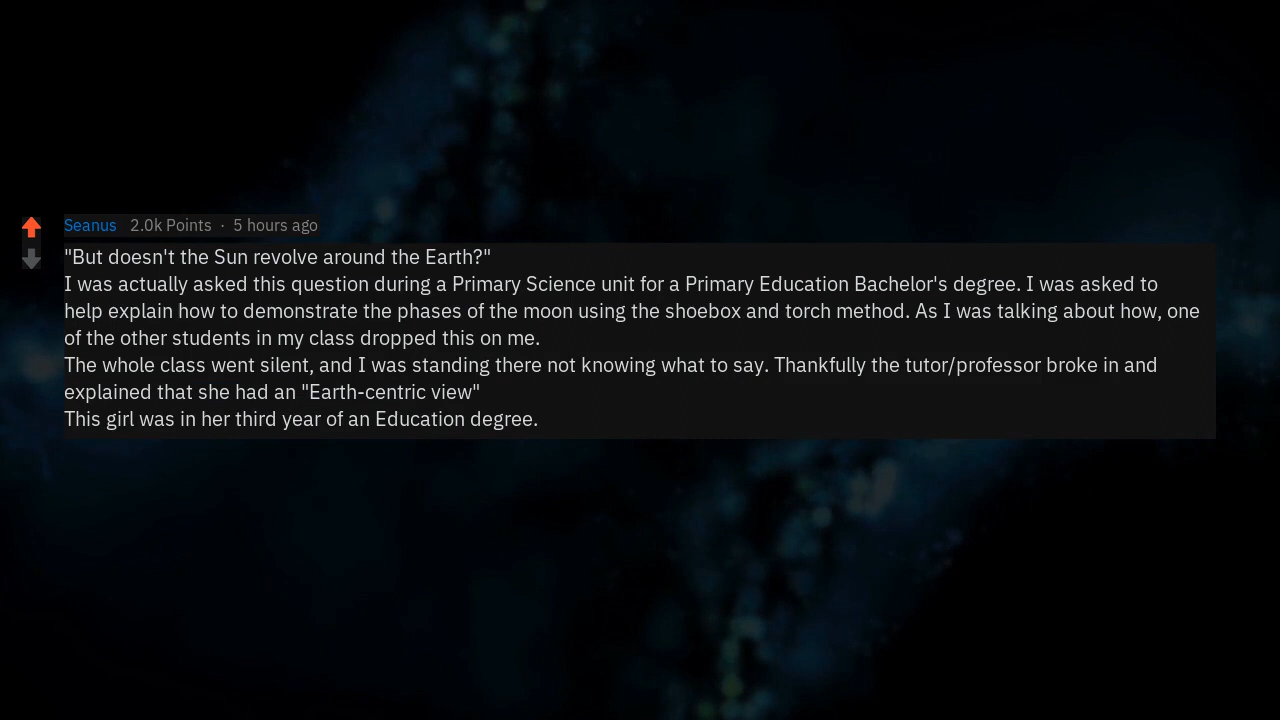 Seanus 2.0k Points · 5 hours ago
"But doesn't the Sun revolve around the Earth?"
I was actually asked this question during a Primary Science unit for a Primary Education Bachelor's degree. I was asked to
help explain how to demonstrate the phases of the moon using the shoebox and torch method. As I was talking about how, one
of the other students in my class dropped this on me.
The whole class went silent, and I was standing there not knowing what to say. Thankfully the tutor/professor broke in and
explained that she had an "Earth-centric view"
This girl was in her third year of an Education degree.